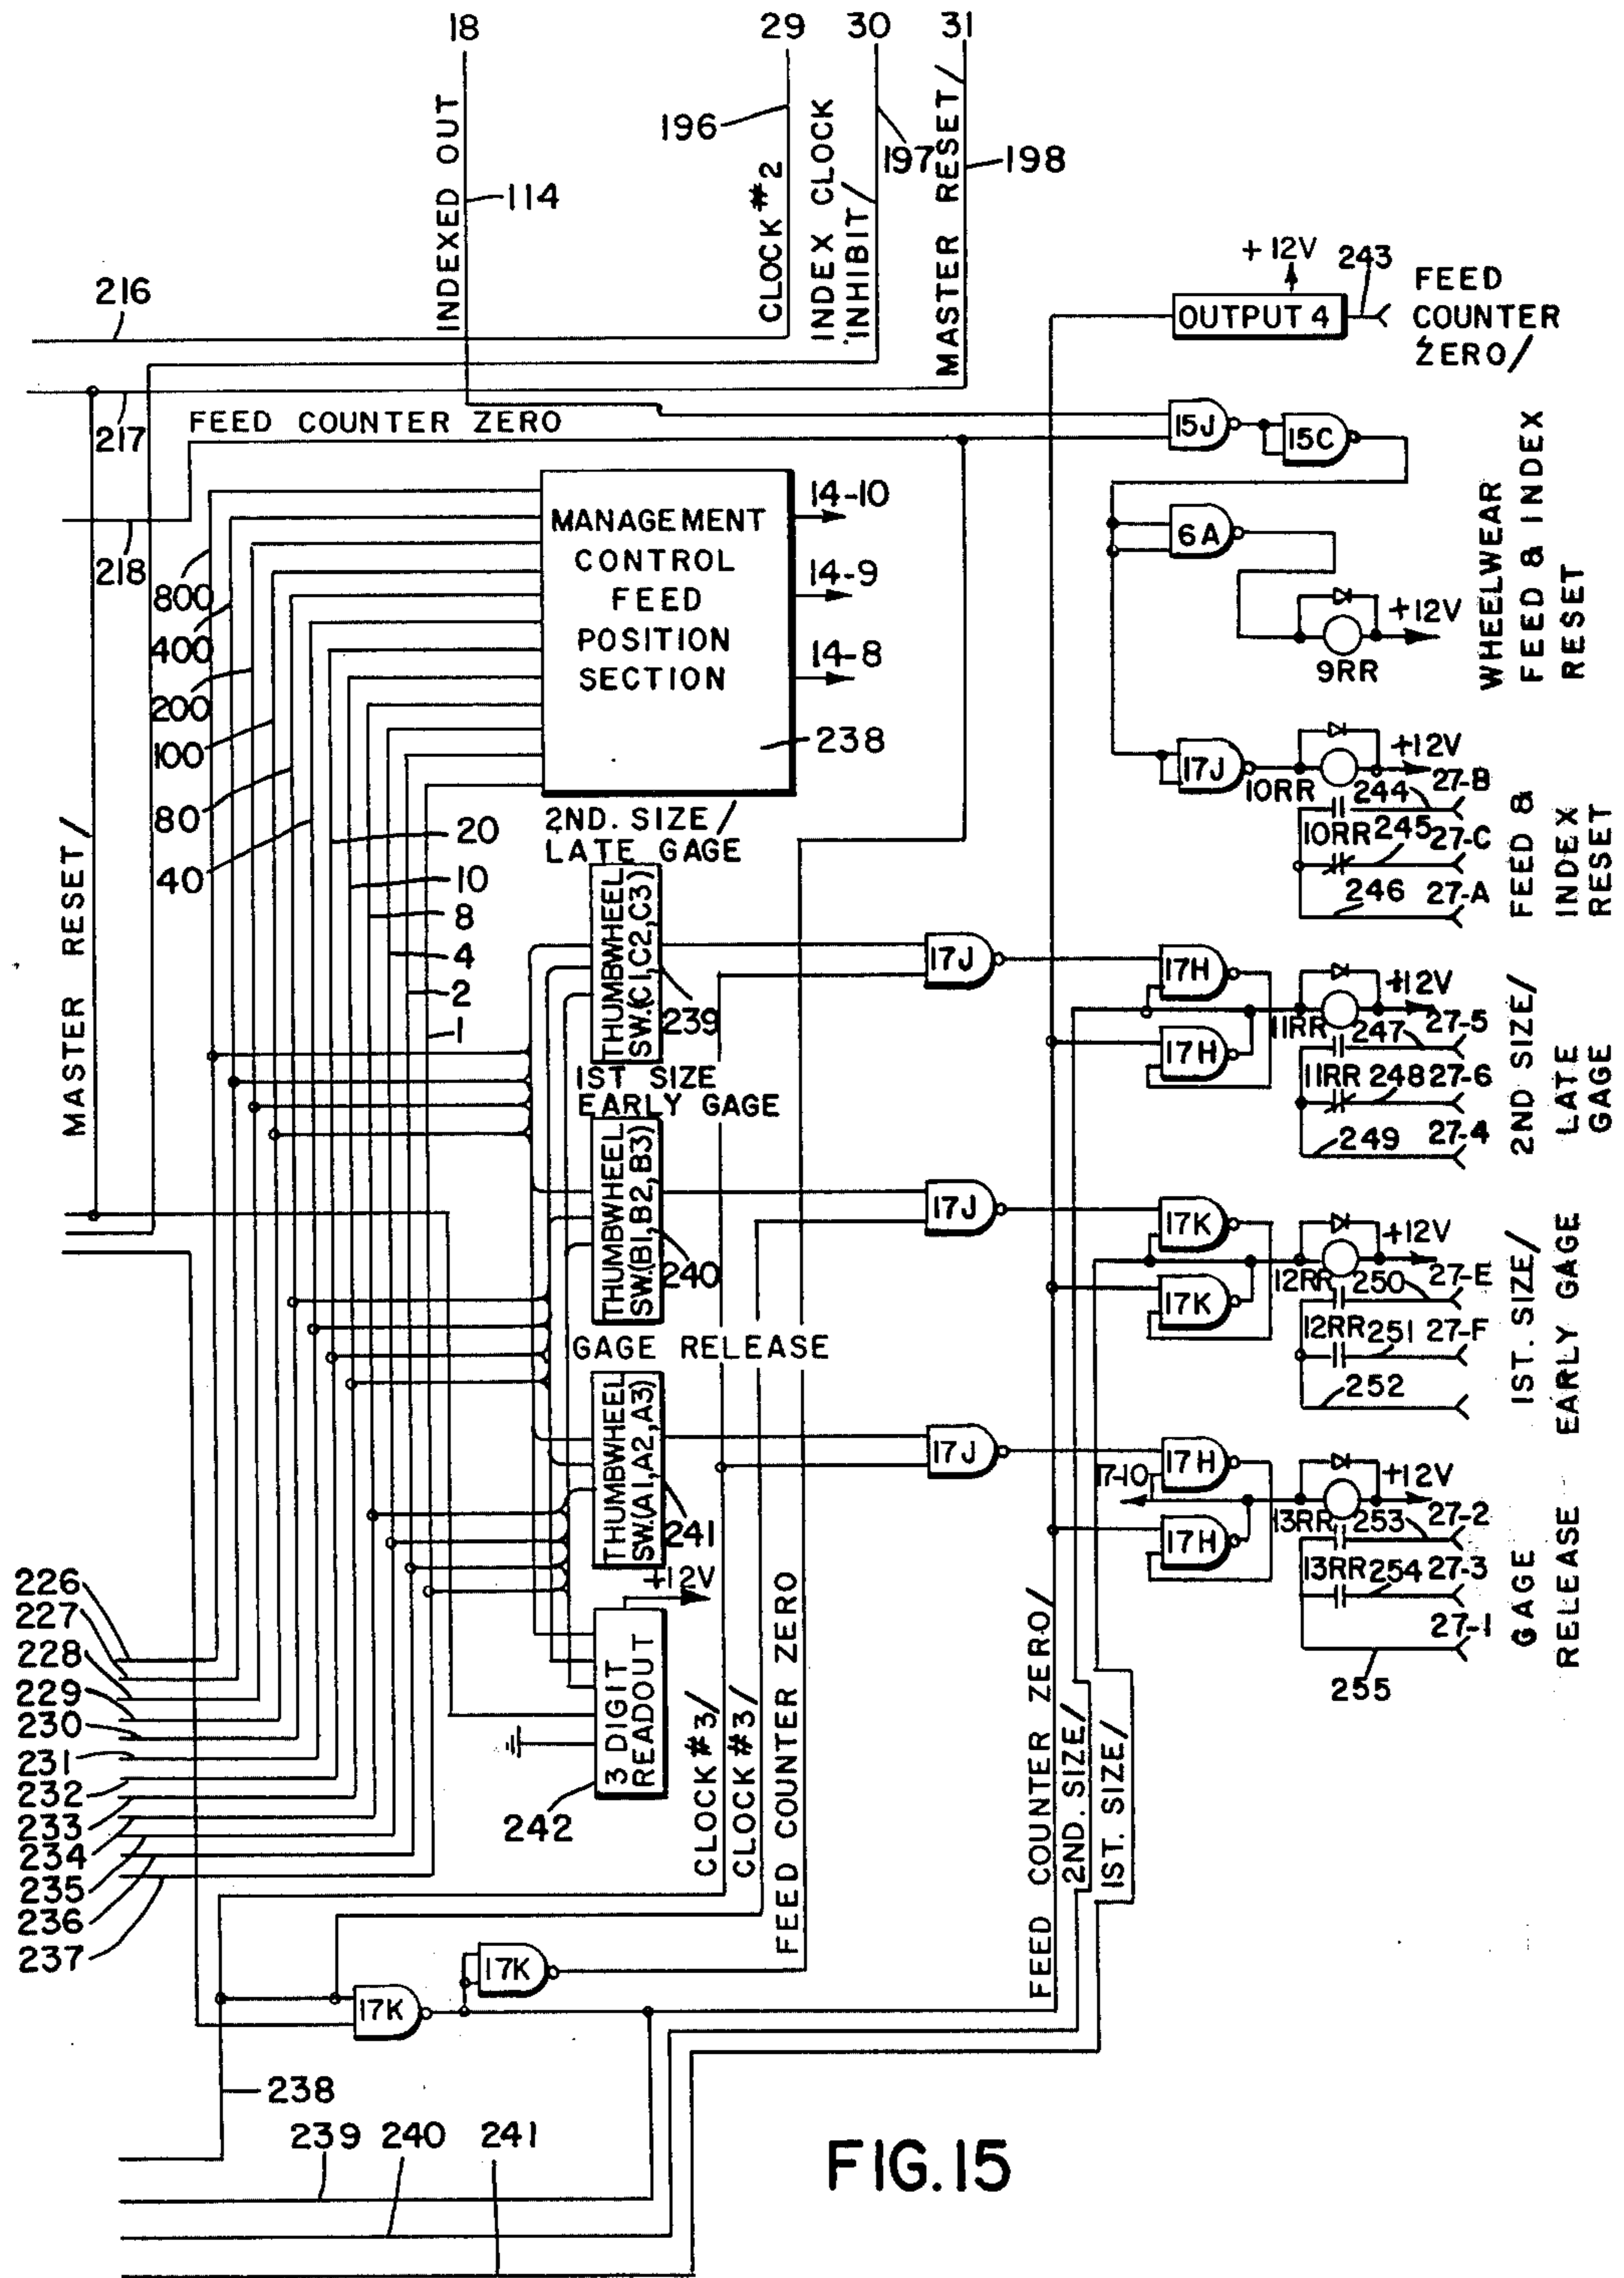 18
29
30
31
INDEXED OUT
114
196
CLOCK #2
INDEX CLOCK
INHIBIT/
197
MASTER RESET/
198
216
217
218
FEED COUNTER ZERO
+12V
243
OUTPUT 4
FEED
COUNTER
ZERO/
15J
15C
6A
9RR
+12V
WHEELWEAR
FEED & INDEX
RESET
MANAGEMENT
CONTROL
FEED
POSITION
SECTION
14-10
14-9
14-8
238
800
400
200
100
80
40
20
10
8
4
2
1
MASTER RESET/
17J
10RR
+12V
27-B
244
10RR
245
27-C
246
27-A
FEED &
INDEX
RESET
2ND. SIZE/
LATE GAGE
THUMBWHEEL
SW.(C1,C2,C3)
239
17J
17H
17H
11RR
+12V
27-5
247
11RR
248
27-6
249
27-4
2ND SIZE/
LATE
GAGE
1ST SIZE
EARLY GAGE
THUMBWHEEL
SW.(B1,B2,B3)
240
17J
17K
17K
12RR
+12V
27-E
250
12RR
251
27-F
252
1ST. SIZE/
EARLY GAGE
GAGE RELEASE
THUMBWHEEL
SW.(A1,A2,A3)
241
17J
17H
17-10
17H
13RR
+12V
27-2
253
13RR
254
27-3
27-1
255
GAGE
RELEASE
+12V
3 DIGIT
READOUT
242
226
227
228
229
230
231
232
233
234
235
236
237
CLOCK #3/
CLOCK #3/
FEED COUNTER ZERO
FEED COUNTER ZERO/
2ND. SIZE/
1ST. SIZE/
17K
17K
238
239
240
241
FIG.15